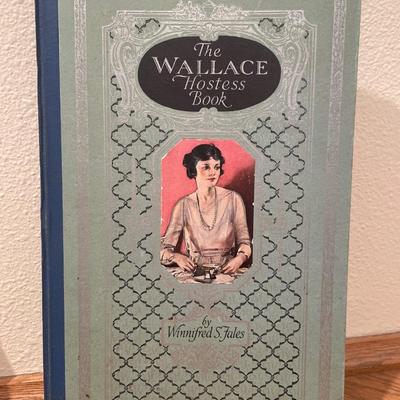 The
WALLACE
Hostess
Book
by
Winnifred S. Fales